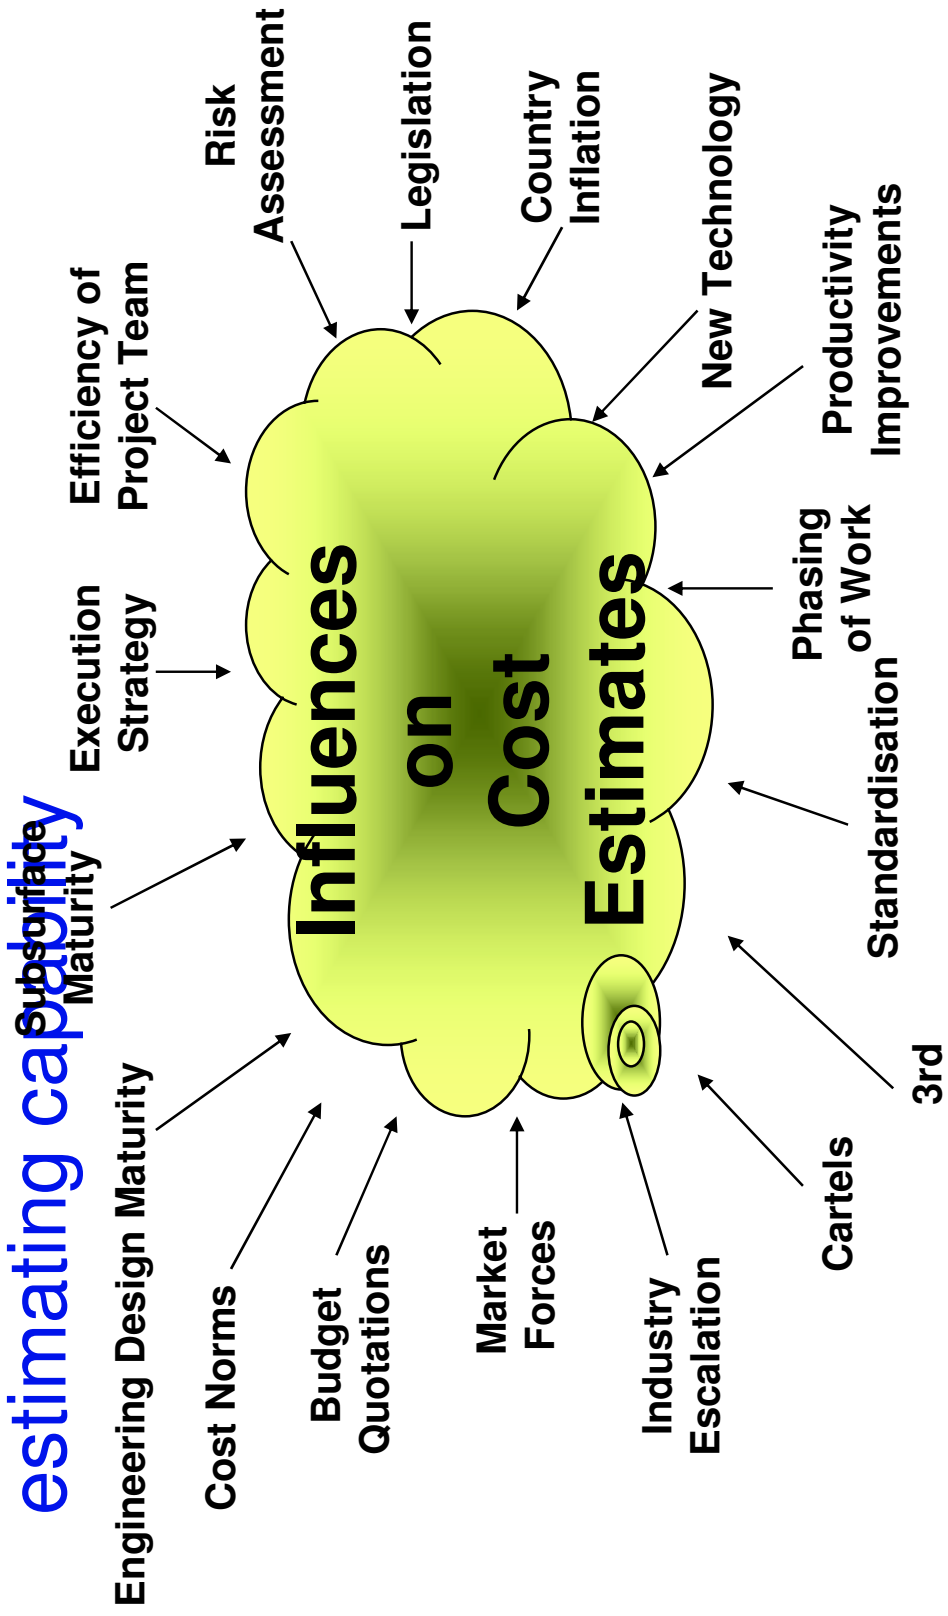 estimating capability
Subsurface
Maturity
Execution
Strategy
Efficiency of
Project Team
Engineering Design Maturity
Risk
Assessment
Cost Norms
Legislation
Budget
Quotations
Influences
on
Cost
Estimates
Country
Inflation
Market
Forces
New Technology
Industry
Escalation
Productivity
Improvements
Phasing
of Work
Cartels
Standardisation
3rd